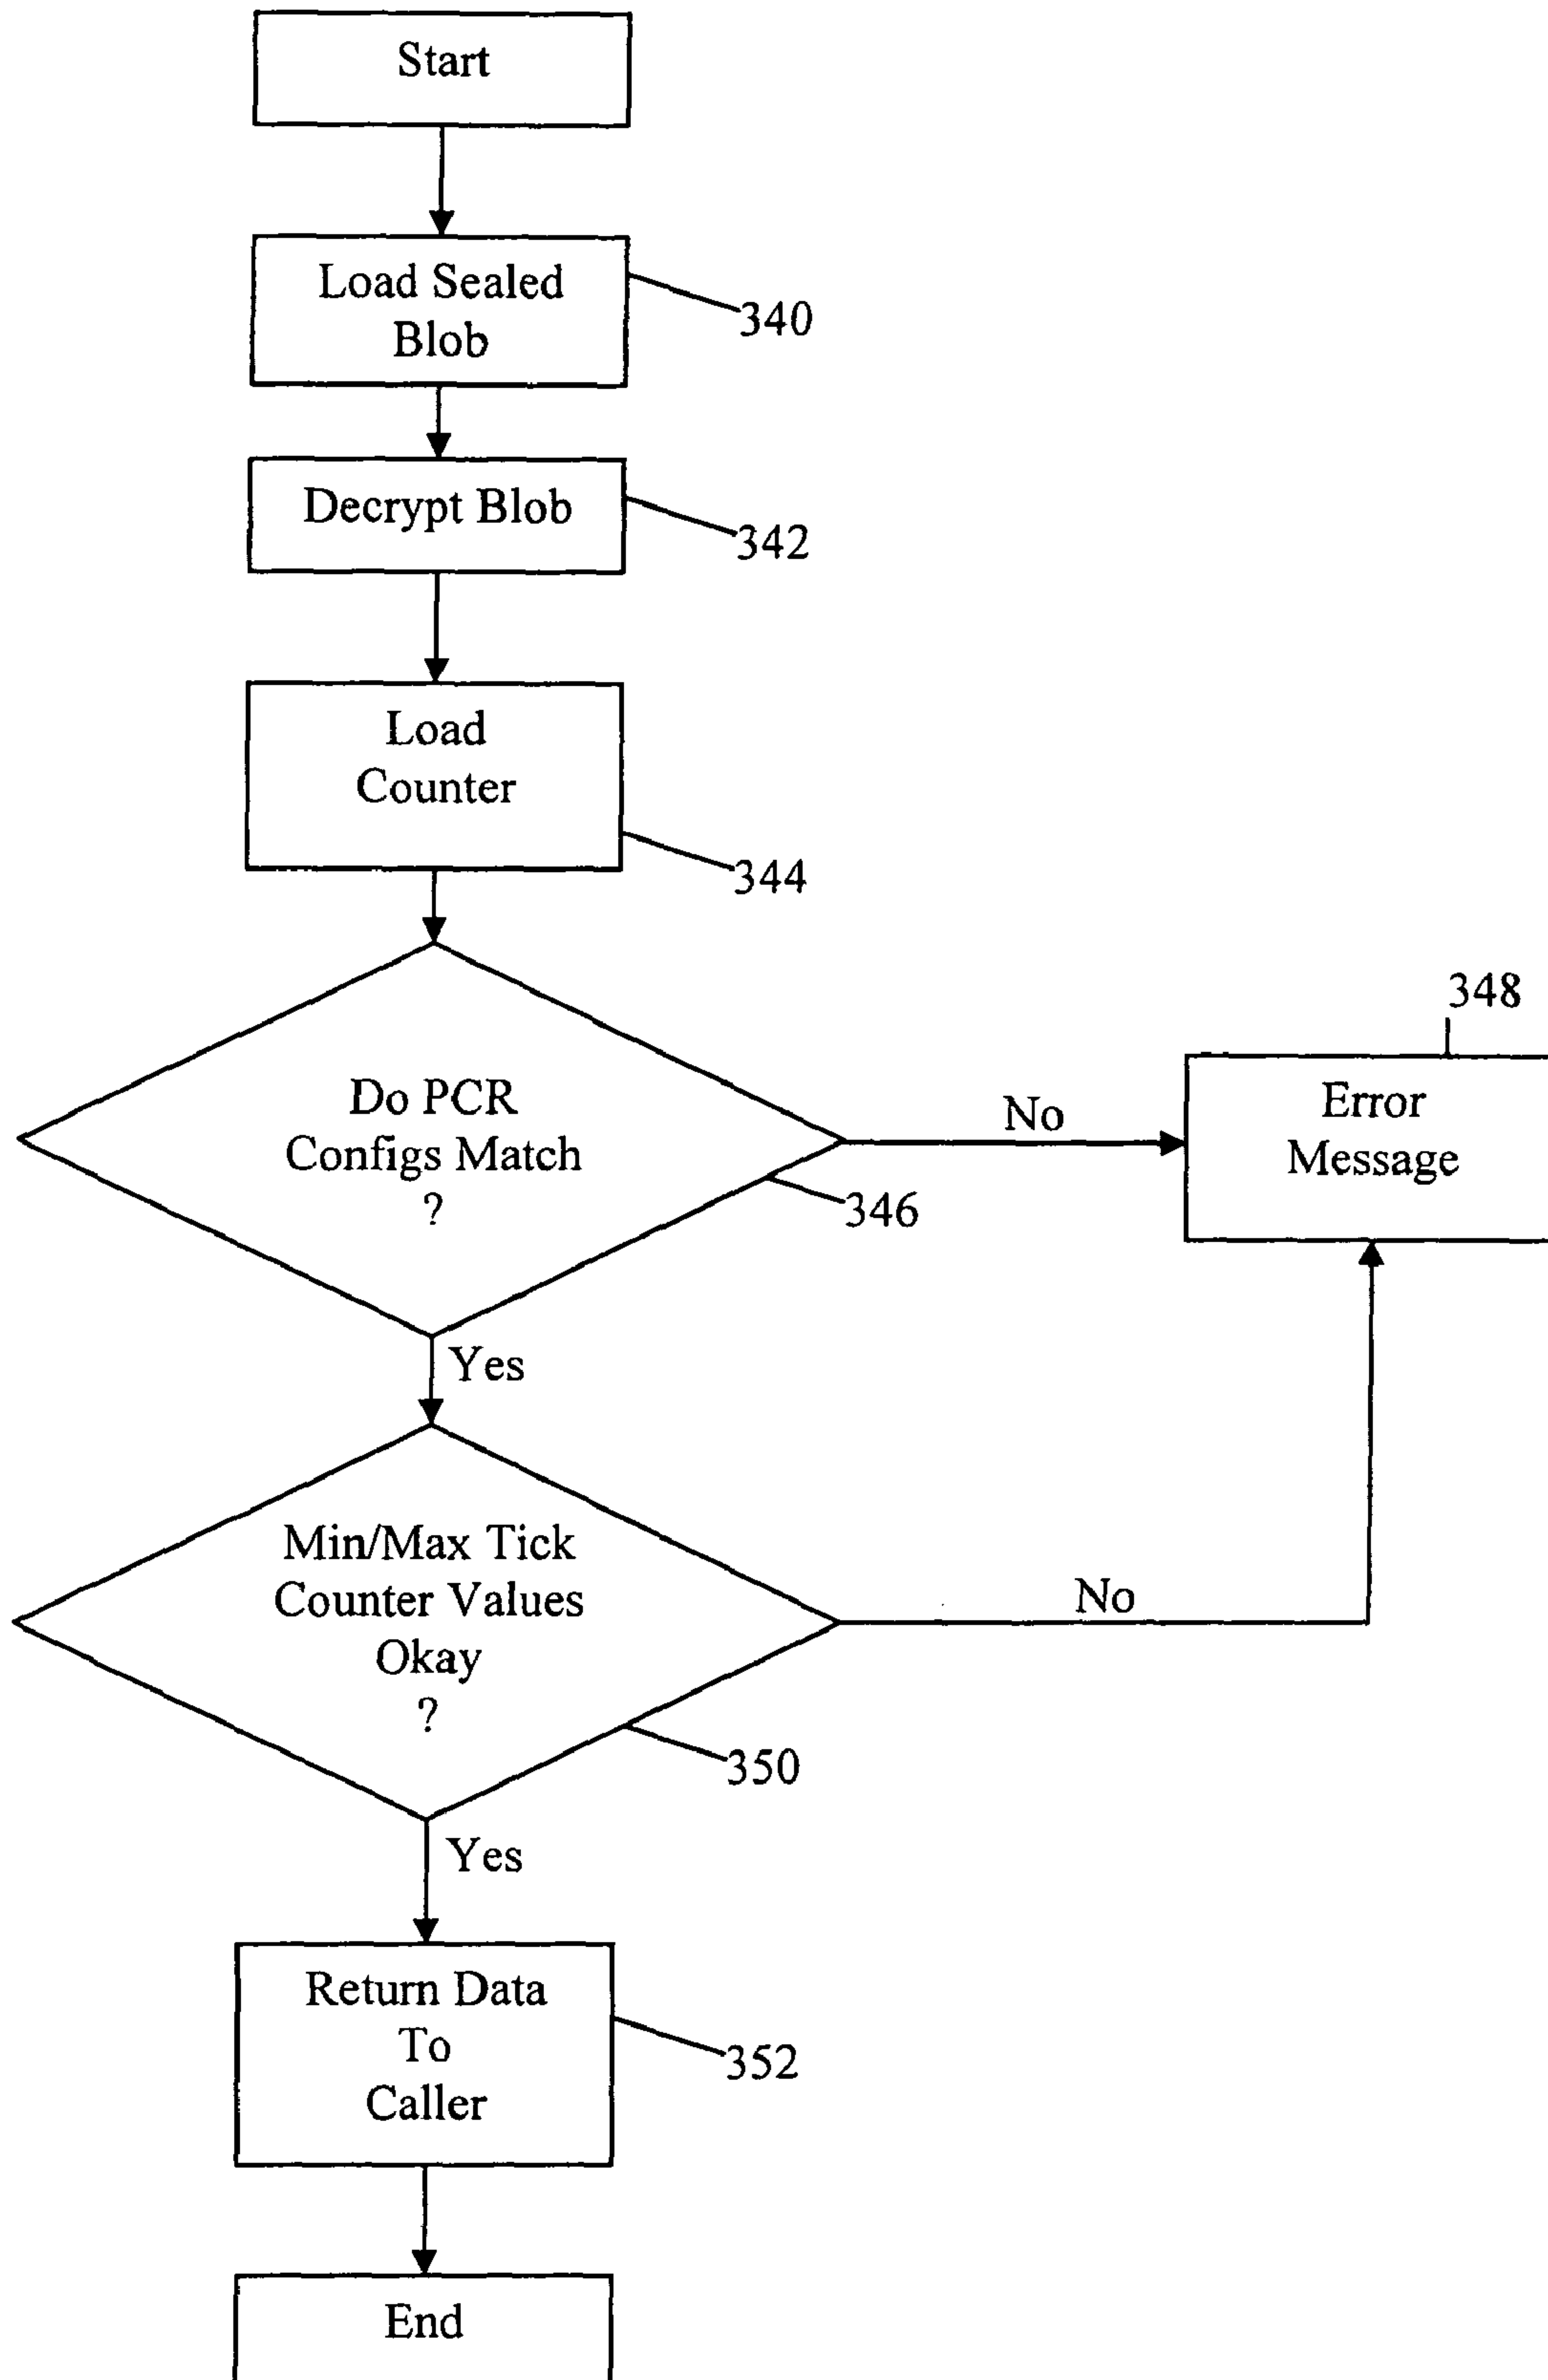 Start
Load Sealed
Blob
340
Decrypt Blob
342
Load
Counter
344
348
Error
Message
Do PCR
Configs Match
?
No
346
Yes
Min/Max Tick
Counter Values
Okay
?
No
350
Yes
Return Data
To
Caller
352
End